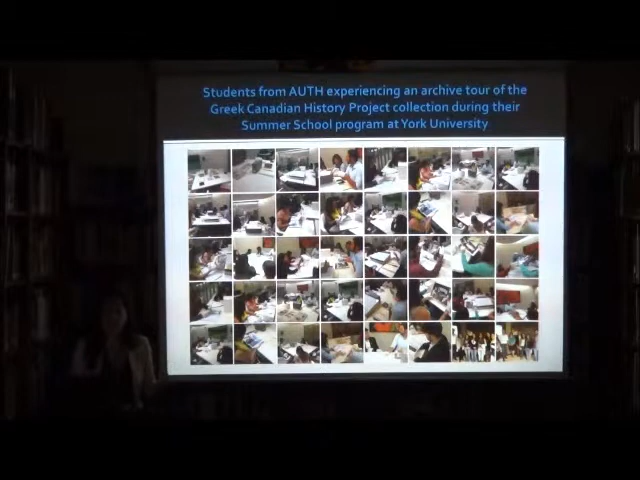 Students from AUTH experiencing an archive tour of the
Greek Canadian History Project collection during their
Summer School program at York University